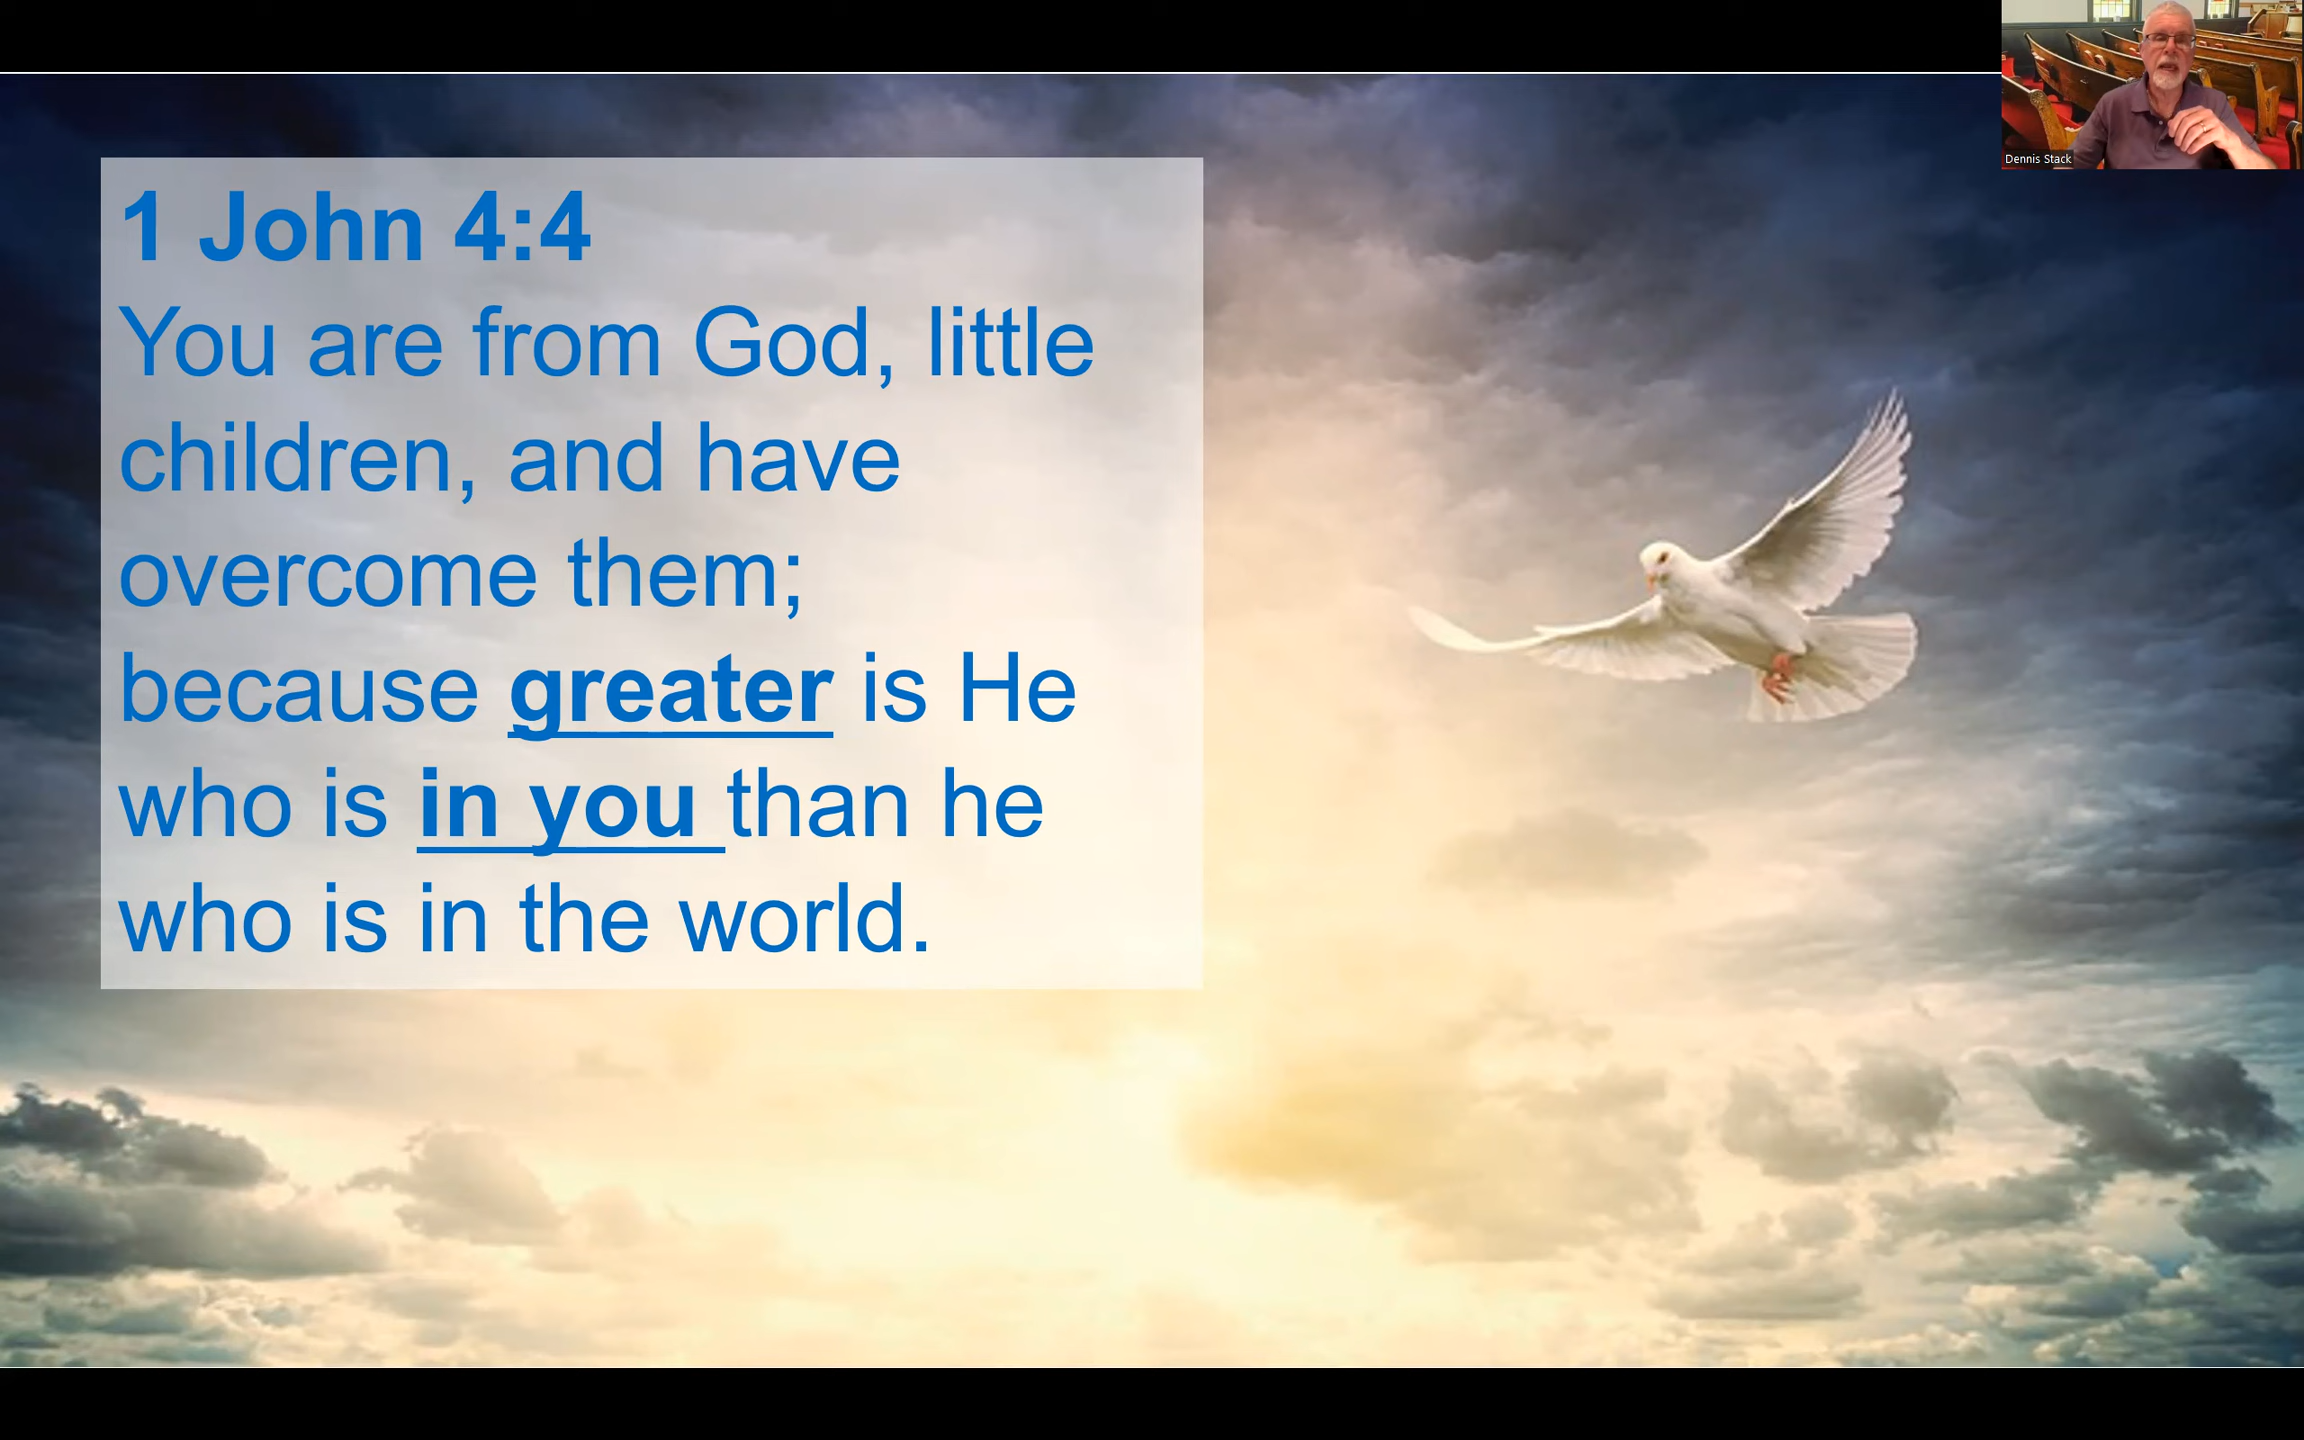 1 John 4:4
You are from God, little
children, and have
overcome them;
because greater is He
who is in you than he
who is in the world.
Dennis Stack